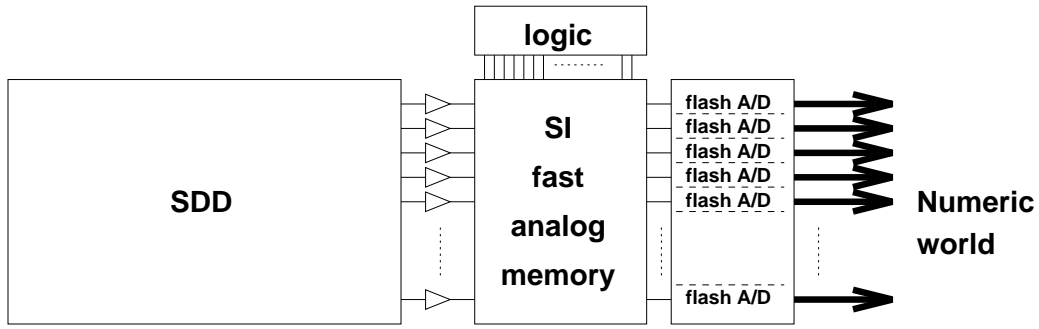 logic
SDD
SI
fast
analog
memory
flash A/D
flash A/D
flash A/D
flash A/D
flash A/D
flash A/D
Numeric
world